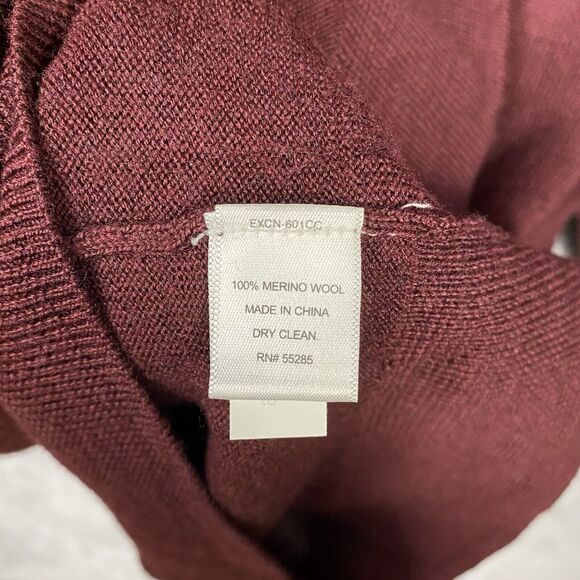 EXCN-601CC
100% MERINO WOOL
MADE IN CHINA
DRY CLEAN.
RN# 55285